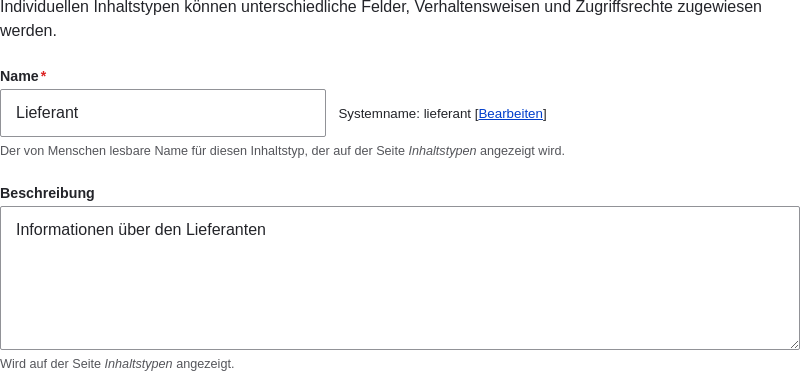 Individuellen Inhaltstypen können unterschiedliche Felder, Verhaltensweisen und Zugriffsrechte zugewiesen
werden.
Name*
Lieferant
Systemname: lieferant [Bearbeiten]
Der von Menschen lesbare Name für diesen Inhaltstyp, der auf der Seite Inhaltstypen angezeigt wird.
Beschreibung
Informationen über den Lieferanten
Wird auf der Seite Inhaltstypen angezeigt.